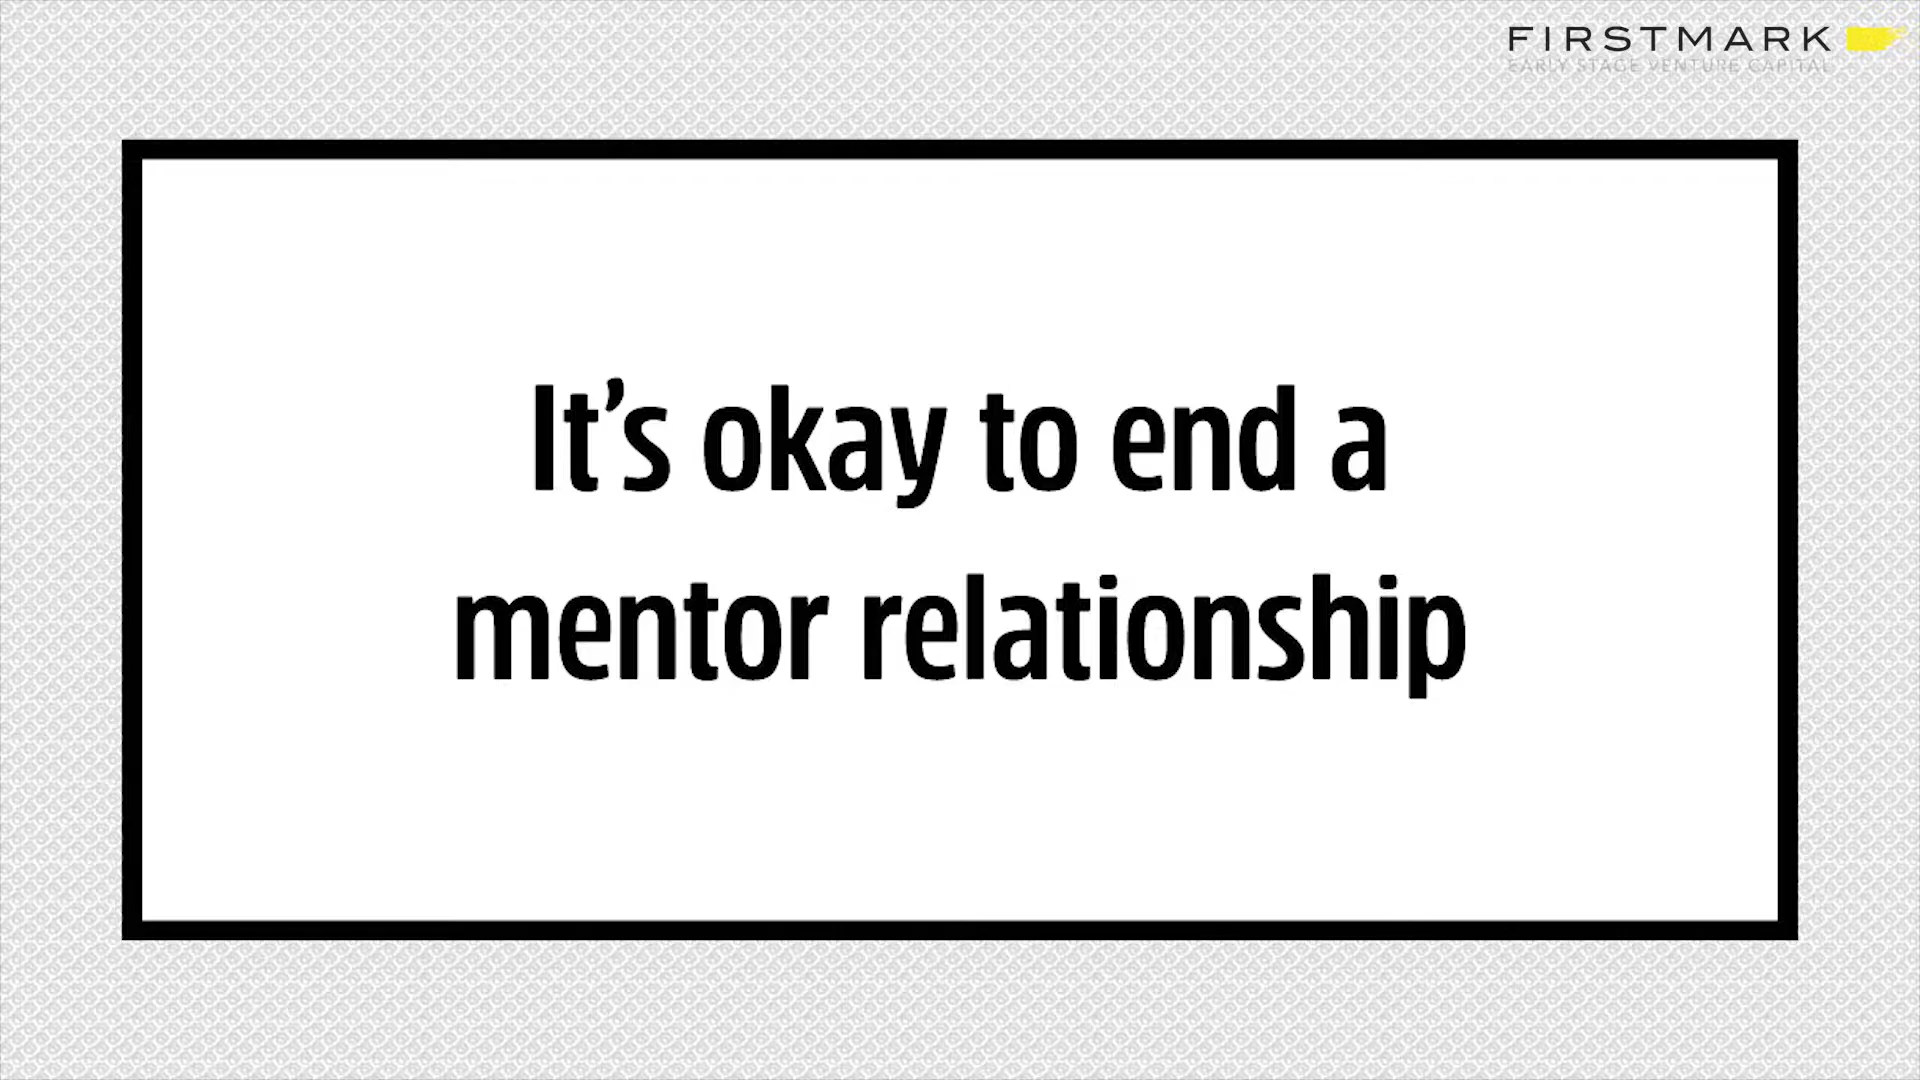 FIRSTMARK
EARLY STAGE VENTURE CAPITAL
It’s okay to end a
mentor relationship